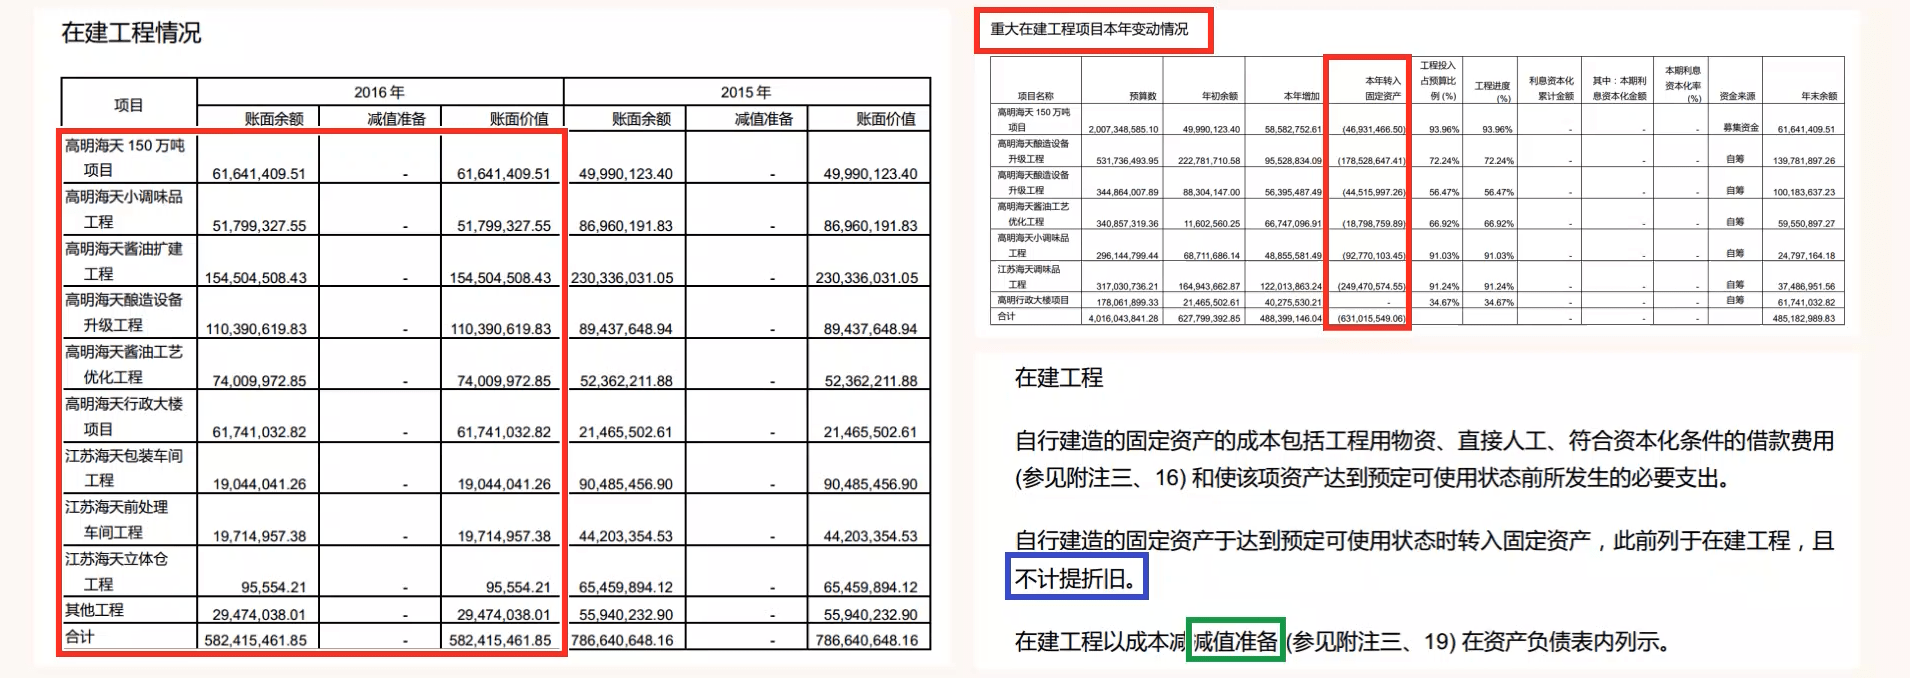 在建工程情况
项目 2016 年 2015 年
账面余额 减值准备 账面价值 账面余额 减值准备 账面价值
高明海天 150 万吨
项目 61,641,409.51 - 61,641,409.51 49,990,123.40 - 49,990,123.40
高明海天小调味品
工程 51,799,327.55 - 51,799,327.55 86,960,191.83 - 86,960,191.83
高明海天酱油扩建
工程 154,504,508.43 - 154,504,508.43 230,336,031.05 - 230,336,031.05
高明海天酿造设备
升级工程 110,390,619.83 - 110,390,619.83 89,437,648.94 - 89,437,648.94
高明海天酱油工艺
优化工程 74,009,972.85 - 74,009,972.85 52,362,211.88 - 52,362,211.88
高明海天行政大楼
项目 61,741,032.82 - 61,741,032.82 21,465,502.61 - 21,465,502.61
江苏海天包装车间
工程 19,044,041.26 - 19,044,041.26 90,485,456.90 - 90,485,456.90
江苏海天前处理
车间工程 19,714,957.38 - 19,714,957.38 44,203,354.53 - 44,203,354.53
江苏海天立体仓
工程 95,554.21 - 95,554.21 65,459,894.12 - 65,459,894.12
其他工程 29,474,038.01 - 29,474,038.01 55,940,232.90 - 55,940,232.90
合计 582,415,461.85 - 582,415,461.85 786,640,648.16 - 786,640,648.16
重大在建工程项目本年变动情况
工程投入 本期利息
本年转入 占预算比 工程进度 利息资本化 其中：本期利 资本化率
项目名称 预算数 年初余额 本年增加 固定资产 例 (%) (%) 累计金额 息资本化金额 (%) 资金来源 年末余额
高明海天 150 万吨
项目 2,007,348,585.10 49,990,123.40 58,582,752.61 (46,931,466.50) 93.96% 93.96% - - - 募集资金 61,641,409.51
高明海天酿造设备
升级工程 531,736,493.95 222,781,710.58 95,528,834.09 (178,528,647.41) 72.24% 72.24% - - - 自筹 139,781,897.26
高明海天酿造设备
升级工程 344,864,007.89 88,304,147.00 56,395,487.49 (44,515,997.26) 56.47% 56.47% - - - 自筹 100,183,637.23
高明海天酱油工艺
优化工程 340,857,319.36 11,602,560.25 66,747,096.91 (18,798,759.89) 66.92% 66.92% - - - 自筹 59,550,897.27
高明海天小调味品
工程 296,144,799.44 68,711,686.14 48,855,581.49 (92,770,103.45) 91.03% 91.03% - - - 自筹 24,797,164.18
江苏海天调味品
工程 317,030,736.21 164,943,662.87 122,013,863.24 (249,470,574.55) 91.24% 91.24% - - - 自筹 37,486,951.56
高明行政大楼项目 178,061,899.33 21,465,502.61 40,275,530.21 - 34.67% 34.67% - - - 自筹 61,741,032.82
合计 4,016,043,841.28 627,799,392.85 488,399,146.04 (631,015,549.06) - - - 485,182,989.83
在建工程
自行建造的固定资产的成本包括工程用物资、直接人工、符合资本化条件的借款费用
(参见附注三、16) 和使该项资产达到预定可使用状态前所发生的必要支出。
自行建造的固定资产于达到预定可使用状态时转入固定资产，此前列于在建工程，且
不计提折旧。
在建工程以成本减减值准备 (参见附注三、19) 在资产负债表内列示。